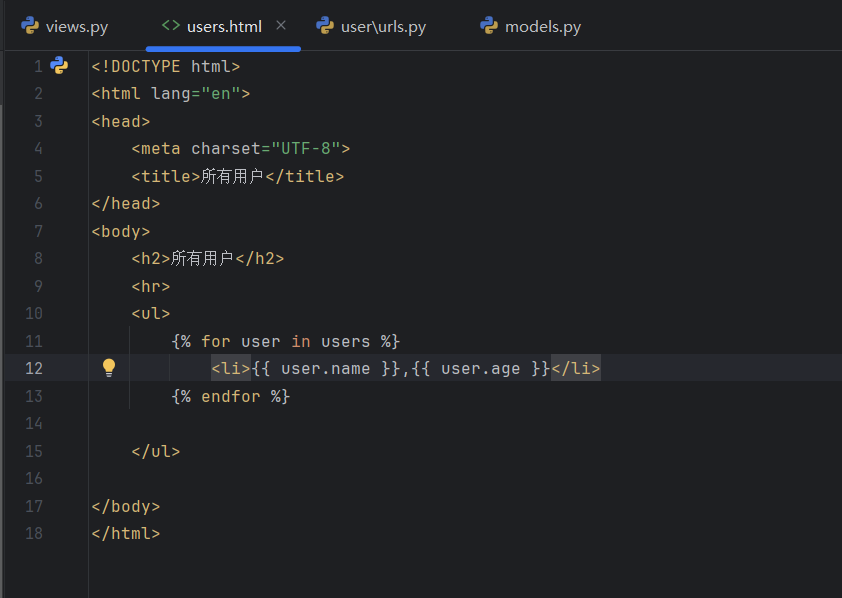 views.py users.html user\urls.py models.py
1 <!DOCTYPE html>
2 <html lang="en">
3 <head>
4 <meta charset="UTF-8">
5 <title>所有用户</title>
6 </head>
7 <body>
8 <h2>所有用户</h2>
9 <hr>
10 <ul>
11 {% for user in users %}
12 <li>{{ user.name }},{{ user.age }}</li>
13 {% endfor %}
14
15 </ul>
16
17 </body>
18 </html>